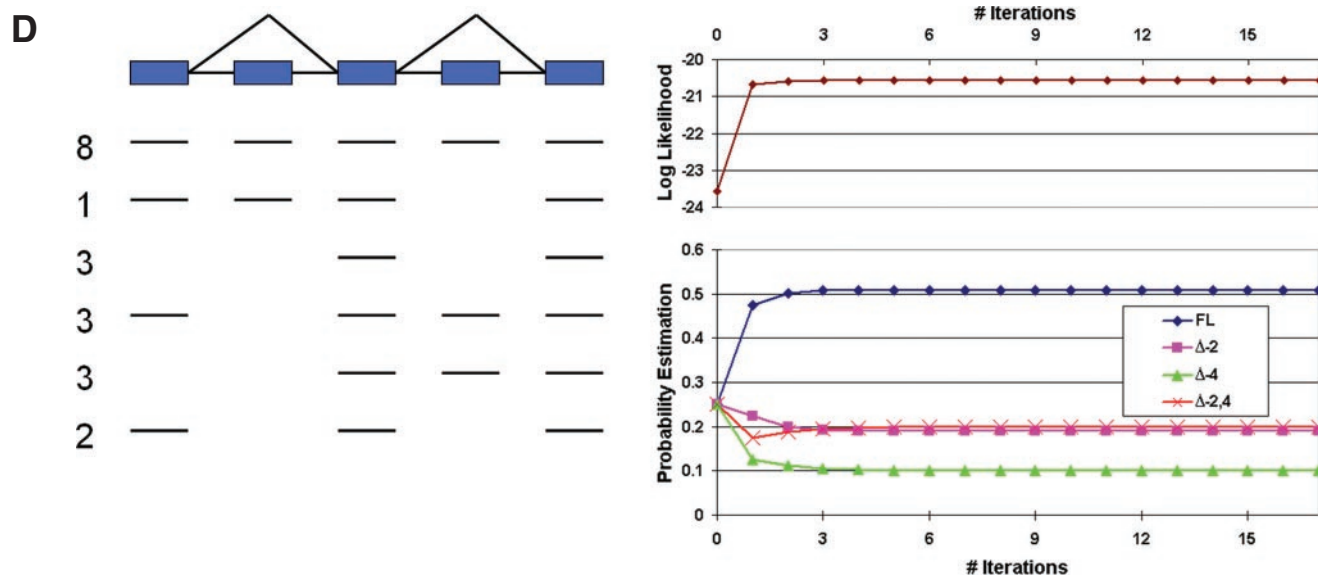 D
8
1
3
3
3
2
# Iterations
0 3 6 9 12 15
Log Likelihood
-20
-21
-22
-23
-24
Probability Estimation
0.6
0.5
0.4
0.3
0.2
0.1
0
FL
Δ-2
Δ-4
Δ-2,4
0 3 6 9 12 15
# Iterations